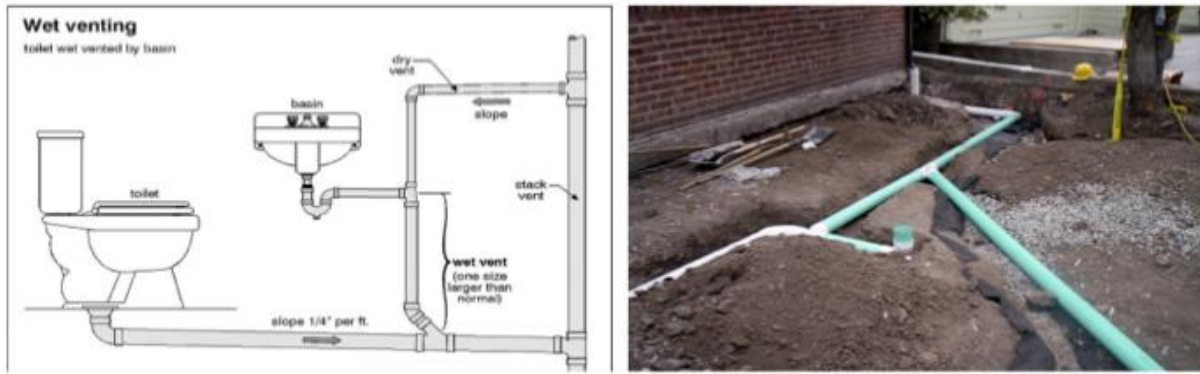 Wet venting
toilet wet vented by basin
dry
vent
basin
slope
toilet
stack
vent
wet vent
(one size
larger than
normal)
slope 1/4" per ft.